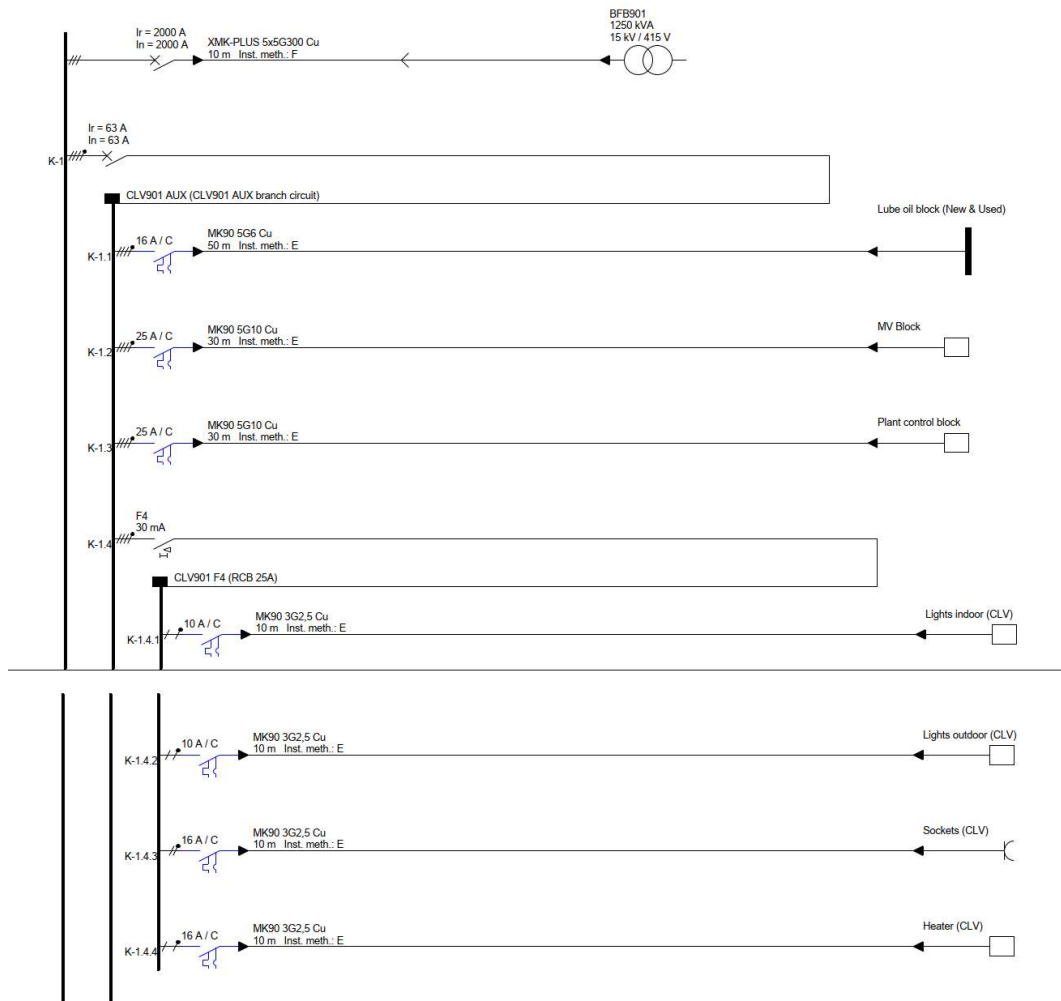 BFB901
1250 kVA
15 kV / 415 V
Ir = 2000 A
In = 2000 A
XMK-PLUS 5x5G300 Cu
10 m Inst. meth.: F
Ir = 63 A
In = 63 A
K-1
CLV901 AUX (CLV901 AUX branch circuit)
Lube oil block (New & Used)
K-1.1
16 A / C
MK90 5G6 Cu
50 m Inst. meth.: E
MV Block
K-1.2
25 A / C
MK90 5G10 Cu
30 m Inst. meth.: E
Plant control block
K-1.3
25 A / C
MK90 5G10 Cu
30 m Inst. meth.: E
K-1.4
F4
30 mA
CLV901 F4 (RCB 25A)
Lights indoor (CLV)
K-1.4.1
10 A / C
MK90 3G2,5 Cu
10 m Inst. meth.: E
Lights outdoor (CLV)
K-1.4.2
10 A / C
MK90 3G2,5 Cu
10 m Inst. meth.: E
Sockets (CLV)
K-1.4.3
16 A / C
MK90 3G2,5 Cu
10 m Inst. meth.: E
Heater (CLV)
K-1.4.4
16 A / C
MK90 3G2,5 Cu
10 m Inst. meth.: E